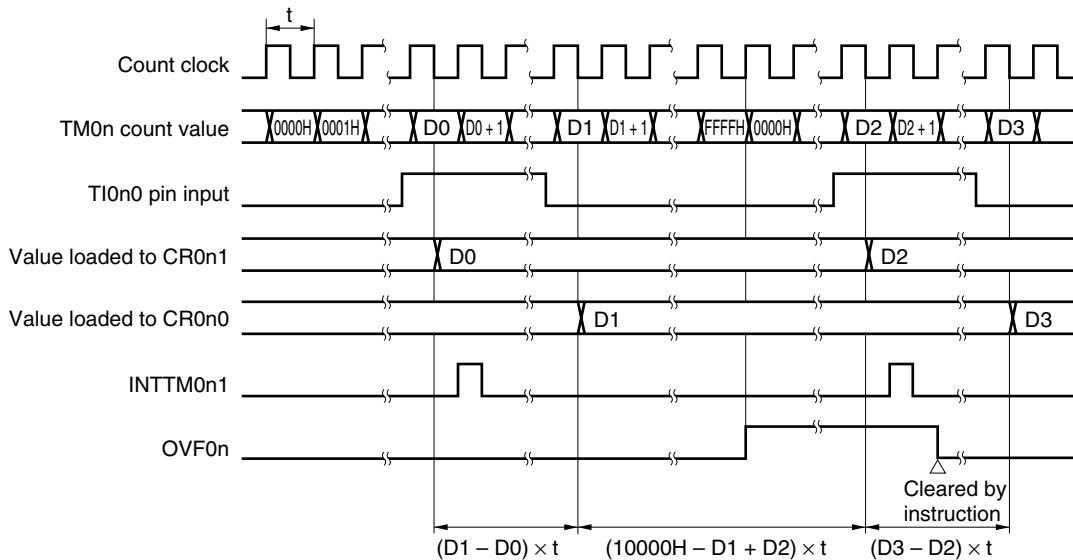 t
Count clock
TM0n count value 0000H 0001H D0 D0 + 1 D1 D1 + 1 FFFFH 0000H D2 D2 + 1 D3
TI0n0 pin input
Value loaded to CR0n1 D0 D2
Value loaded to CR0n0 D1 D3
INTTM0n1
OVF0n
Cleared by
instruction
(D1 – D0) × t (10000H – D1 + D2) × t (D3 – D2) × t